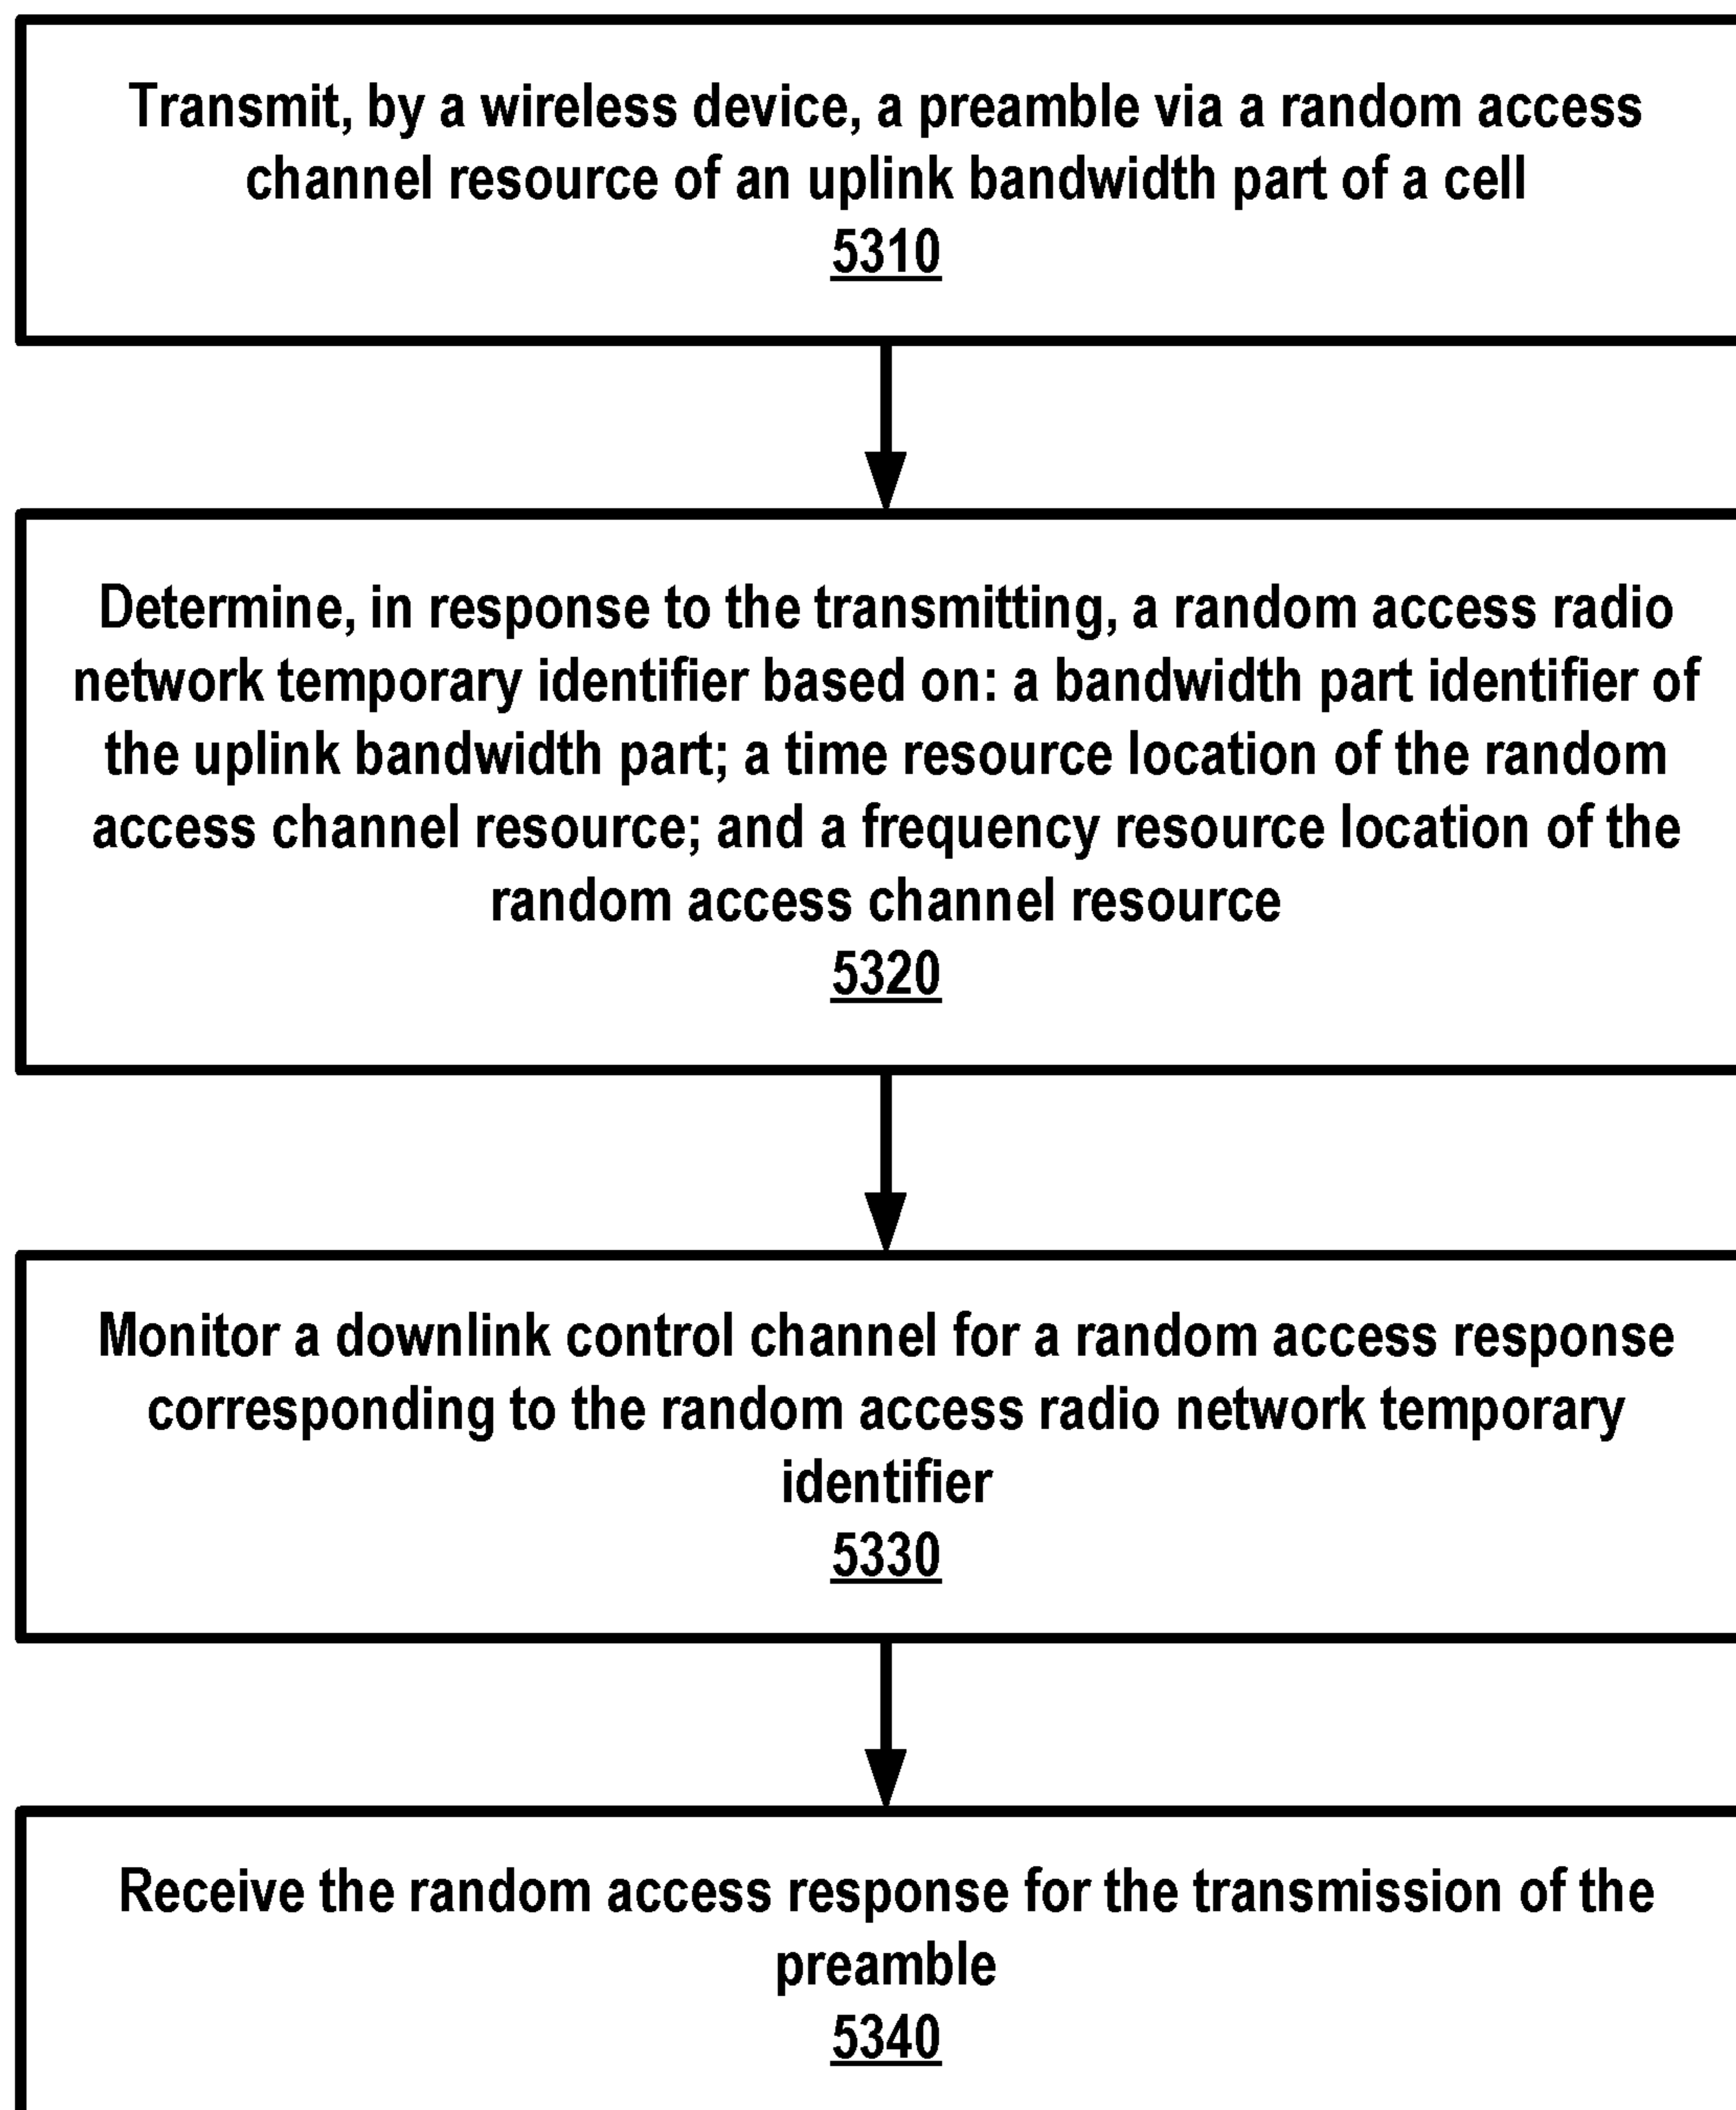 Transmit, by a wireless device, a preamble via a random access
channel resource of an uplink bandwidth part of a cell
5310
Determine, in response to the transmitting, a random access radio
network temporary identifier based on: a bandwidth part identifier of
the uplink bandwidth part; a time resource location of the random
access channel resource; and a frequency resource location of the
random access channel resource
5320
Monitor a downlink control channel for a random access response
corresponding to the random access radio network temporary
identifier
5330
Receive the random access response for the transmission of the
preamble
5340